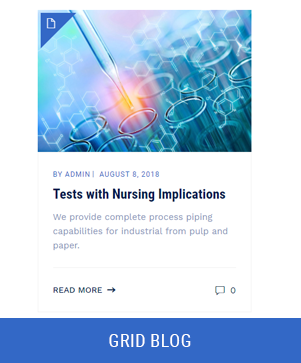 BY ADMIN | AUGUST 8, 2018
Tests with Nursing Implications
We provide complete process piping
capabilities for industrial from pulp and
paper.
READ MORE → 0
GRID BLOG